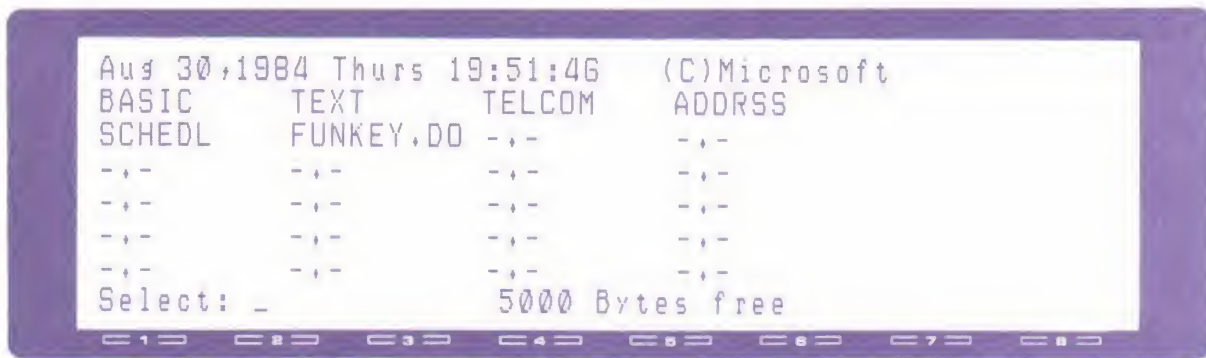 Aug 30,1984 Thurs 19:51:46 (C)Microsoft
BASIC TEXT TELCOM ADDRSS
SCHEDL FUNKEY.DO -.- -.-
-.- -.- -.- -.-
-.- -.- -.- -.-
-.- -.- -.- -.-
-.- -.- -.- -.-
Select: _ 5000 Bytes free
1 2 3 4 5 6 7 8